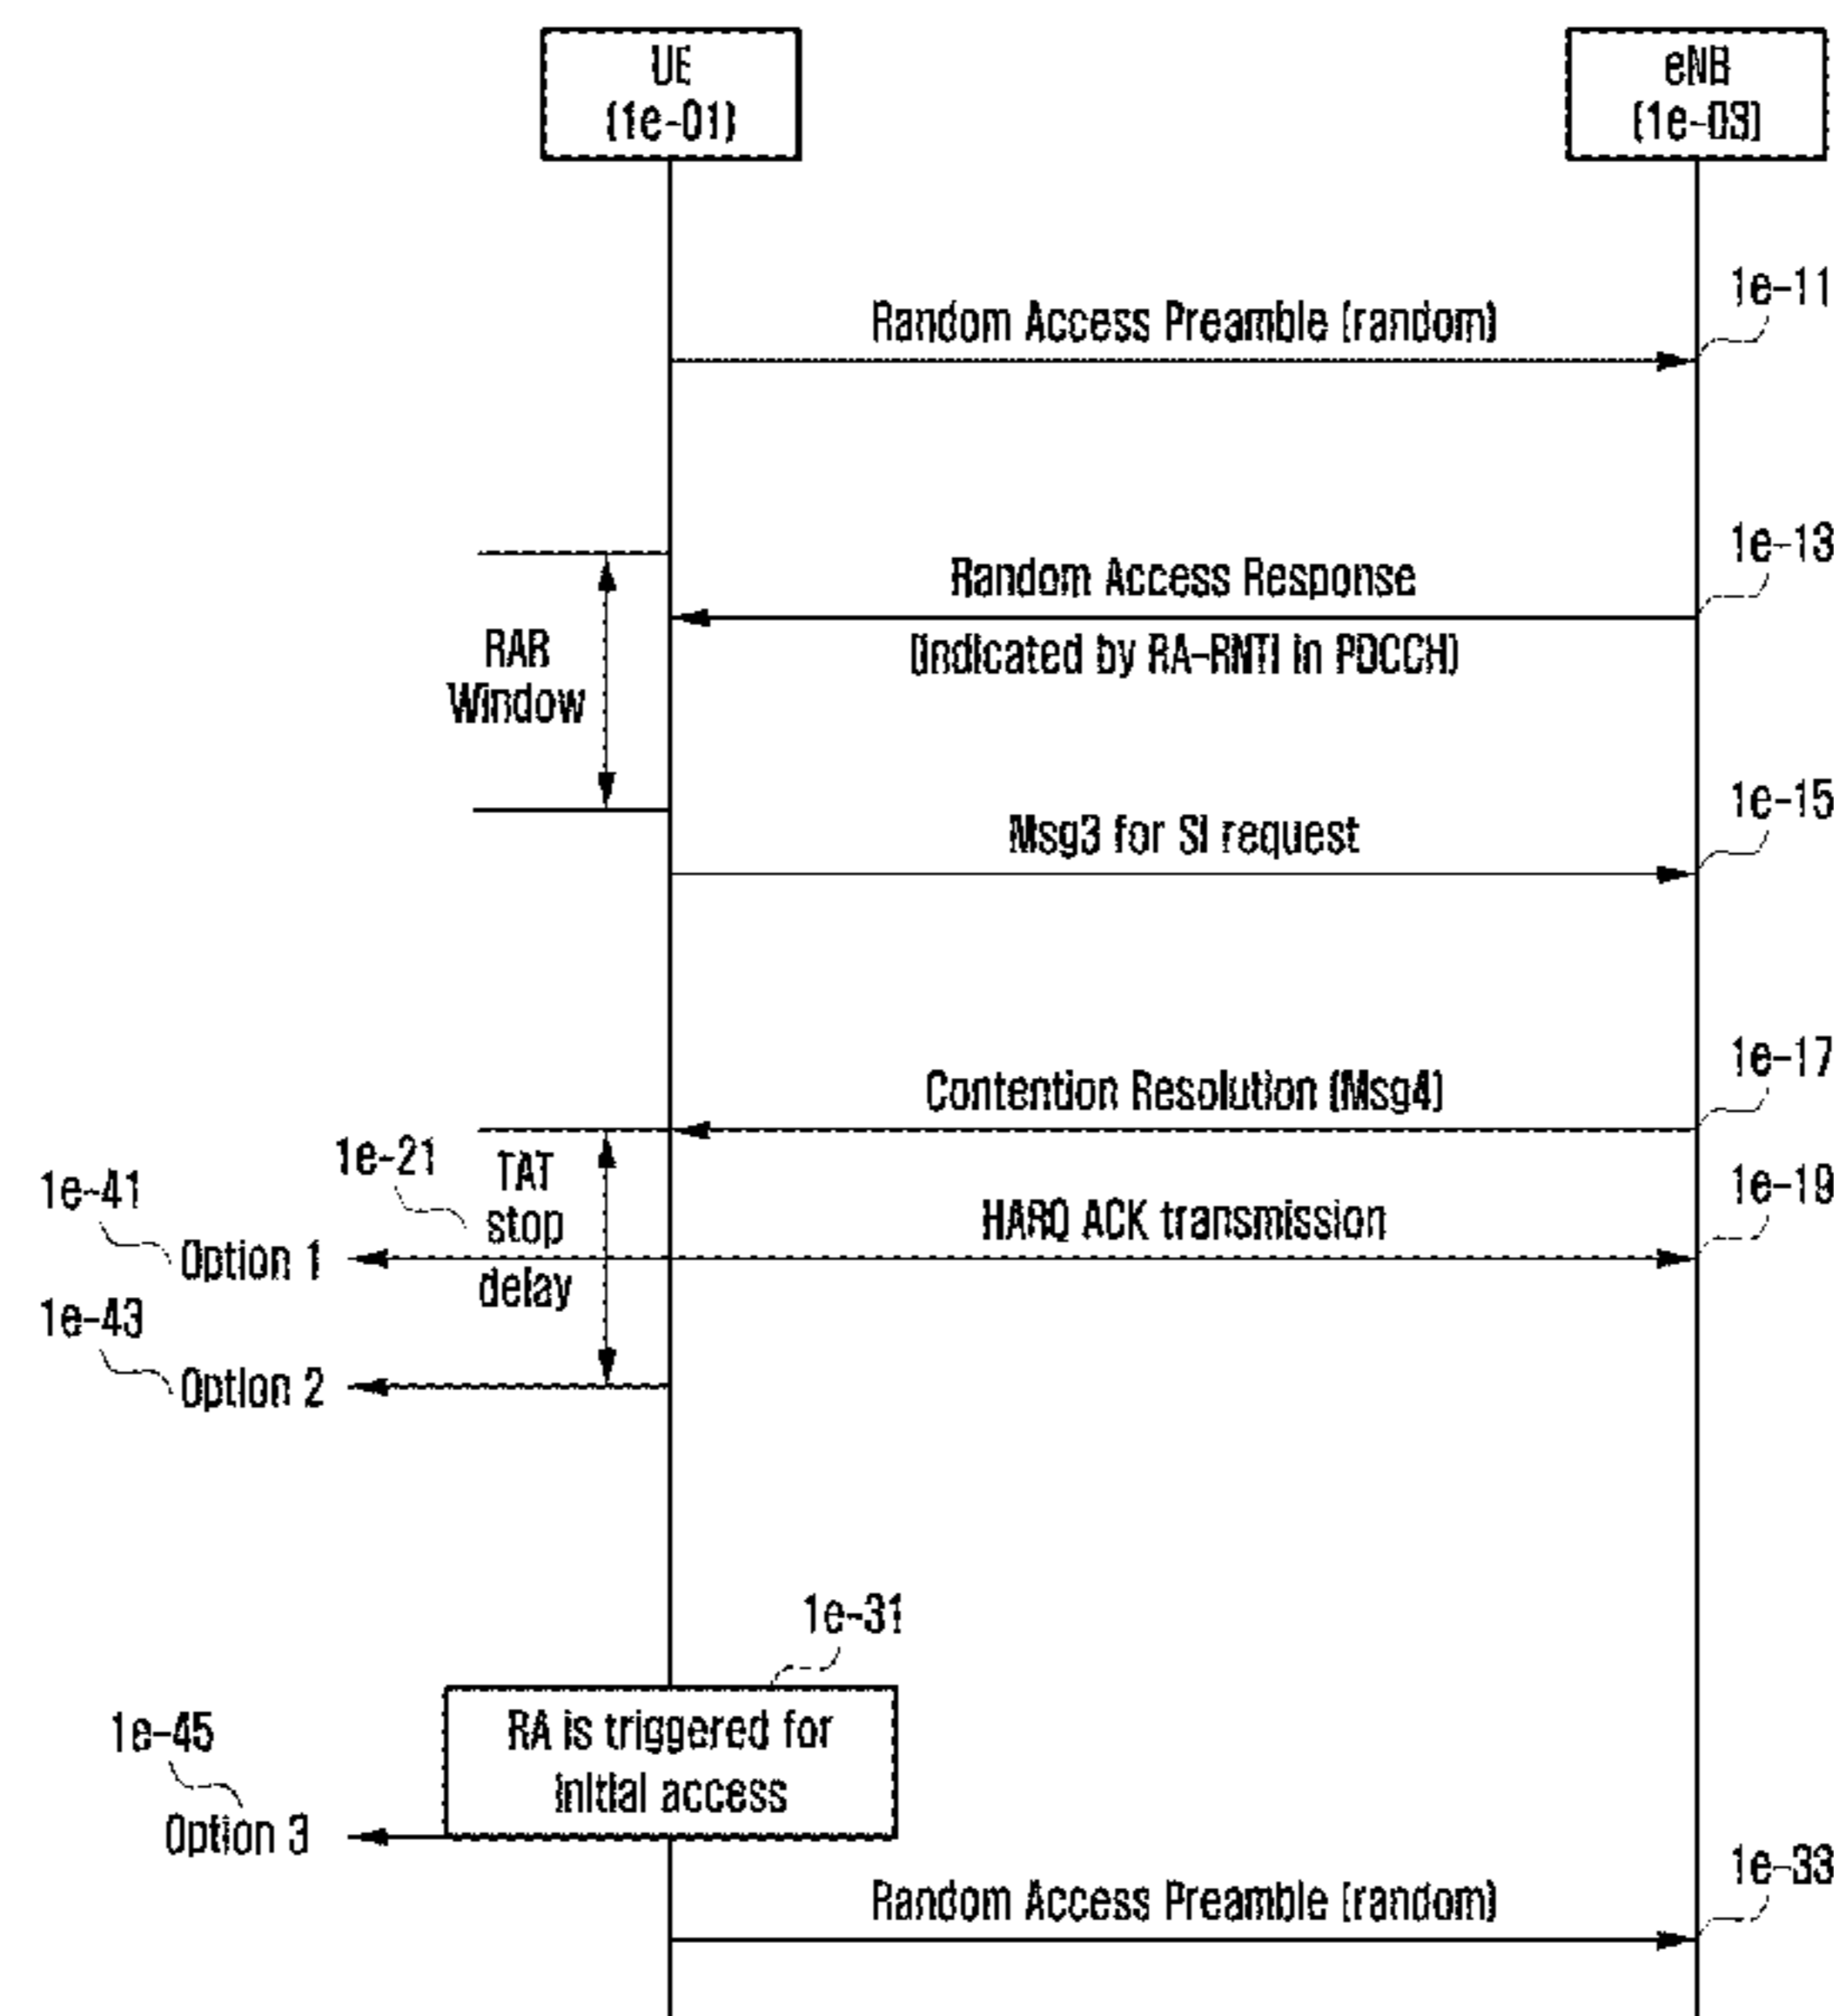 UE
(1e-01)
eNB
(1e-03)
1e-11
Random Access Preamble (random)
1e-13
Random Access Response
(indicated by RA-RNTI in PDCCH)
RAR
Window
1e-15
Msg3 for SI request
1e-17
Contention Resolution (Msg4)
1e-21
TAT
stop
delay
1e-41
Option 1
1e-19
HARQ ACK transmission
1e-43
Option 2
1e-31
RA is triggered for
initial access
1e-45
Option 3
1e-33
Random Access Preamble (random)